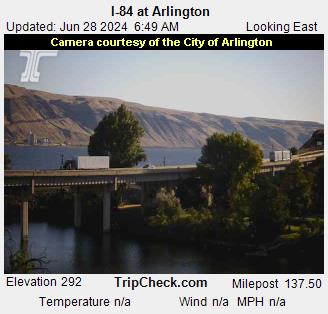 I-84 at Arlington
Updated: Jun 28 2024 6:49 AM Looking East
Camera courtesy of the City of Arlington
Elevation 292 TripCheck.com Milepost 137.50
Temperature n/a Wind n/a MPH n/a